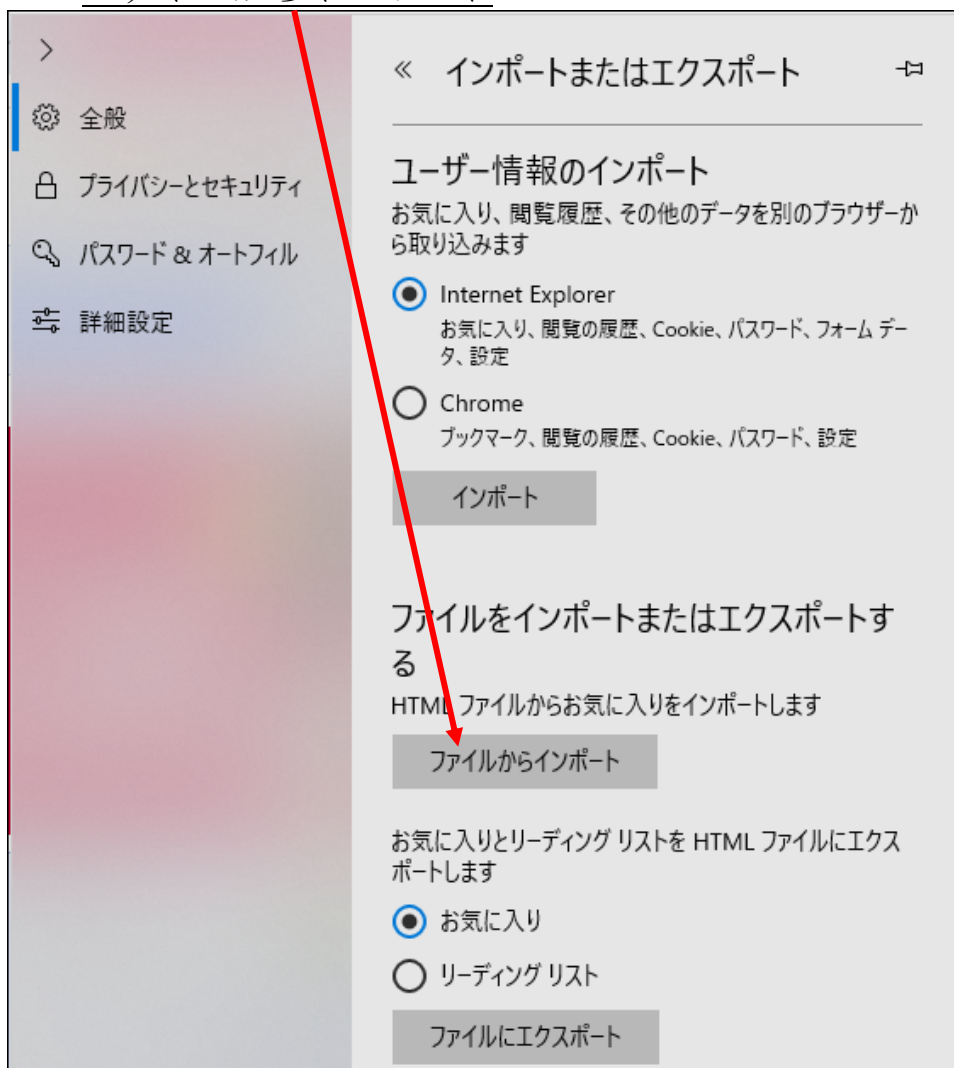 インポートまたはエクスポート
全般
プライバシーとセキュリティ
パスワード & オートフィル
詳細設定
ユーザー情報のインポート
お気に入り、閲覧履歴、その他のデータを別のブラウザーか
ら取り込みます
Internet Explorer
お気に入り、閲覧の履歴、Cookie、パスワード、フォーム デー
タ、設定
Chrome
ブックマーク、閲覧の履歴、Cookie、パスワード、設定
インポート
ファイルをインポートまたはエクスポートす
る
HTML ファイルからお気に入りをインポートします
ファイルからインポート
お気に入りとリーディング リストを HTML ファイルにエクス
ポートします
お気に入り
リーディング リスト
ファイルにエクスポート